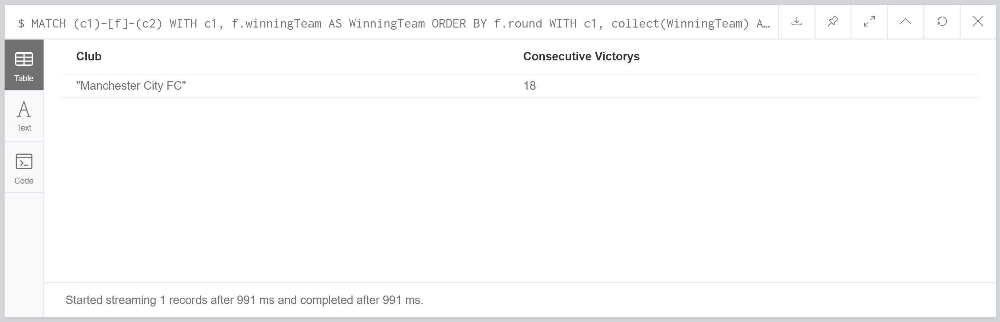 $ MATCH (c1)-[f]-(c2) WITH c1, f.winningTeam AS WinningTeam ORDER BY f.round WITH c1, collect(WinningTeam) A…
Club Consecutive Victorys
"Manchester City FC" 18
Table
Text
Code
Started streaming 1 records after 991 ms and completed after 991 ms.